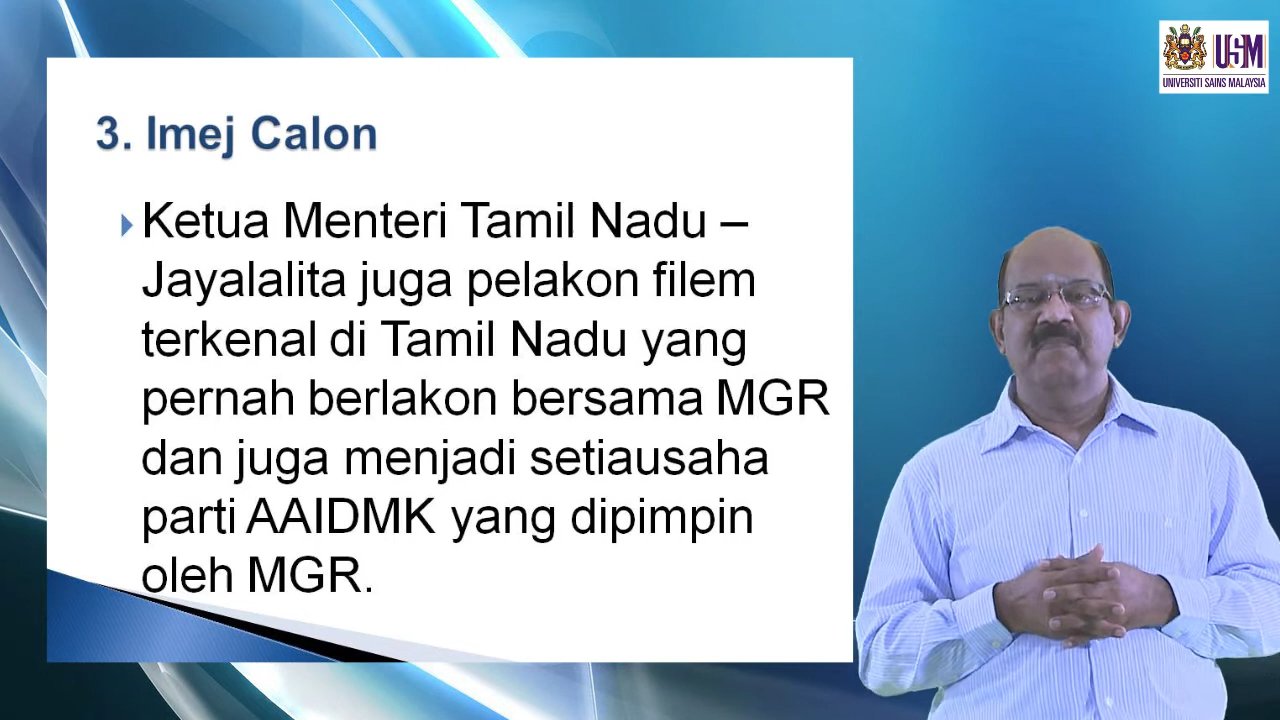 3. Imej Calon
Ketua Menteri Tamil Nadu –
Jayalalita juga pelakon filem
terkenal di Tamil Nadu yang
pernah berlakon bersama MGR
dan juga menjadi setiausaha
parti AAIDMK yang dipimpin
oleh MGR.
USM
UNIVERSITI SAINS MALAYSIA